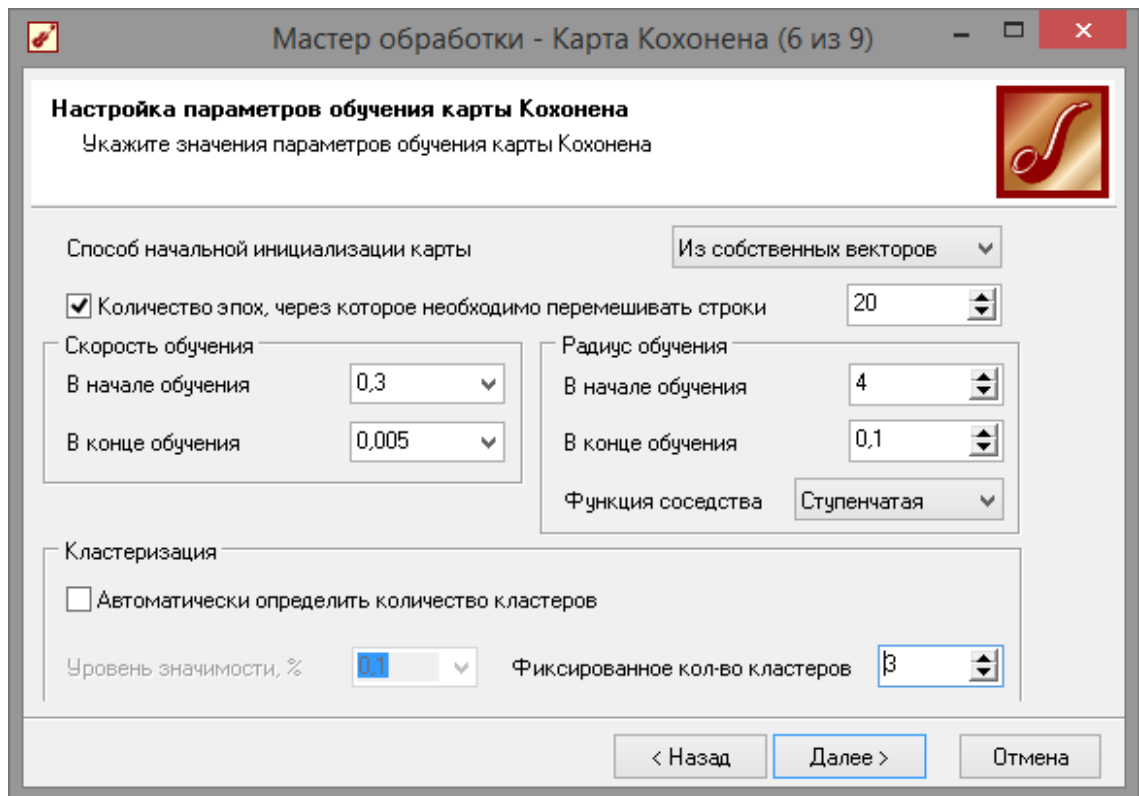 Мастер обработки - Карта Кохонена (6 из 9)
Настройка параметров обучения карты Кохонена
Укажите значения параметров обучения карты Кохонена
Способ начальной инициализации карты Из собственных векторов
Количество эпох, через которое необходимо перемешивать строки 20
Скорость обучения
В начале обучения 0,3
В конце обучения 0,005
Радиус обучения
В начале обучения 4
В конце обучения 0,1
Функция соседства Ступенчатая
Кластеризация
Автоматически определить количество кластеров
Уровень значимости, % 0,1 Фиксированное кол-во кластеров 3
< Назад Далее > Отмена